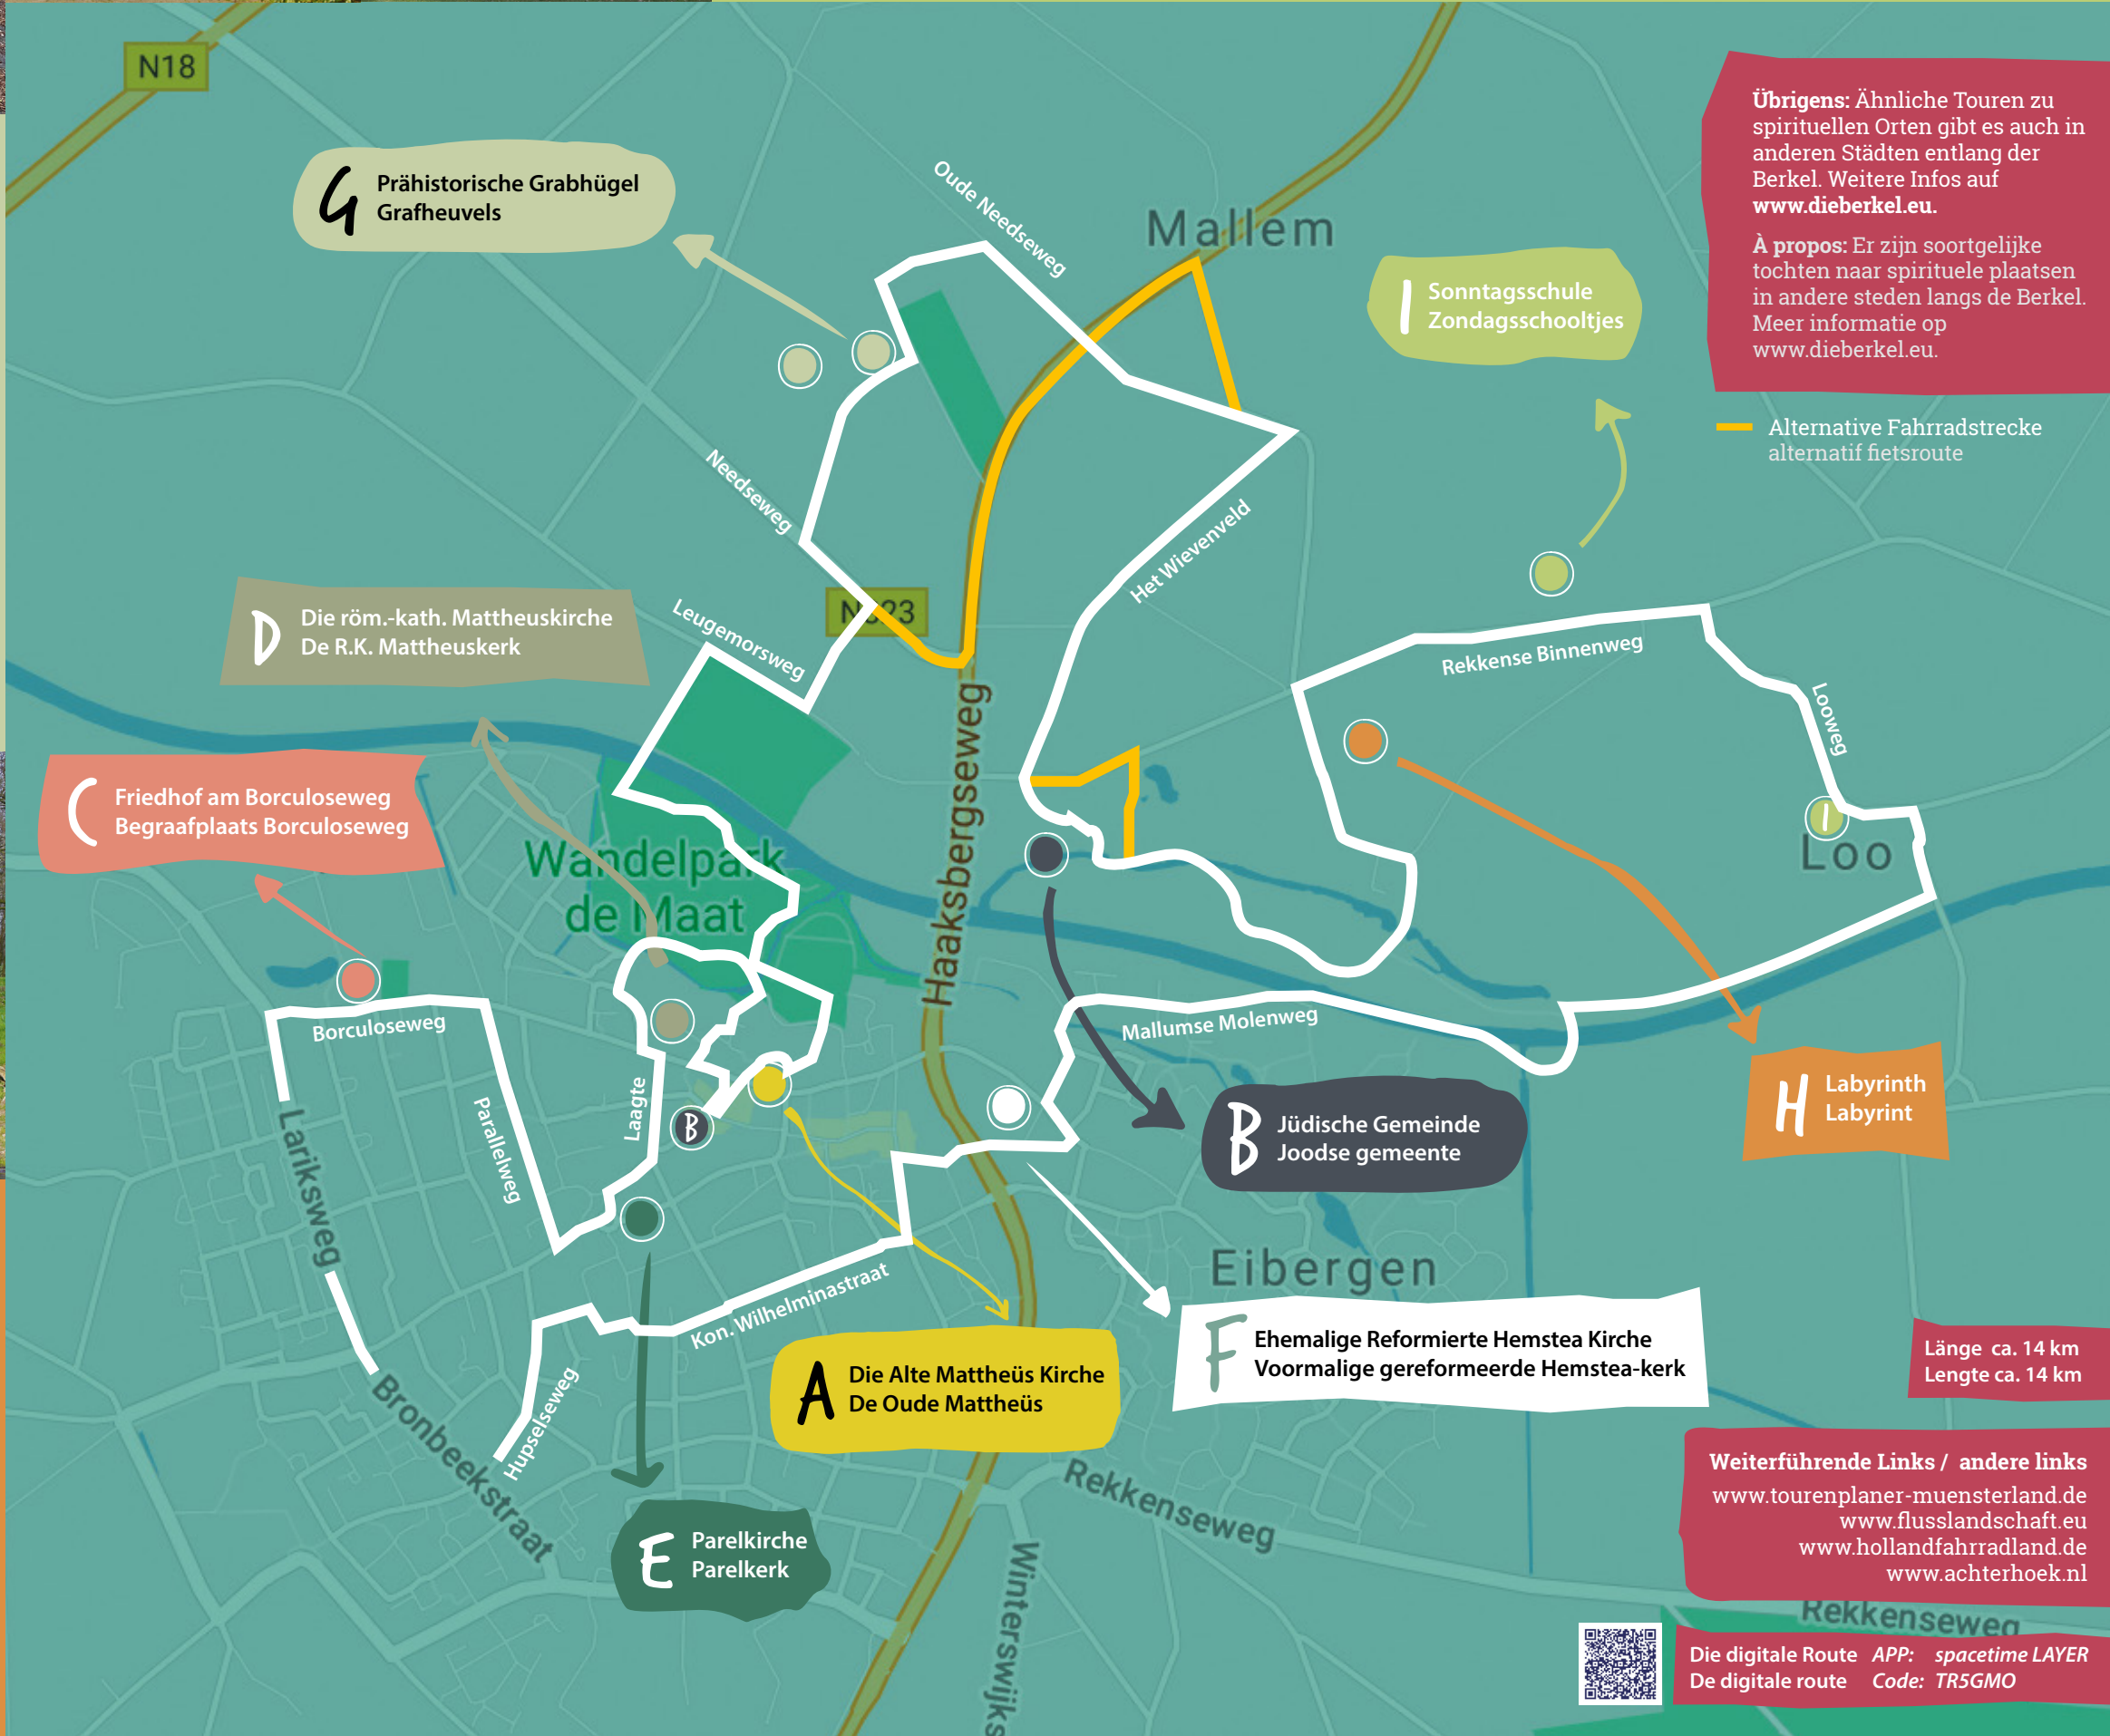 N18
G
Prähistorische Grabhügel
Grafheuvels
Oude Needseweg
Mallem
Übrigens: Ähnliche Touren zu
spirituellen Orten gibt es auch in
anderen Städten entlang der
Berkel. Weitere Infos auf
www.dieberkel.eu.
À propos: Er zijn soortgelijke
tochten naar spirituele plaatsen
in andere steden langs de Berkel.
Meer informatie op
www.dieberkel.eu.
I
Sonntagsschule
Zondagsschooltjes
Alternative Fahrradstrecke
alternatif fietsroute
Needseweg
Het Wievenveld
Leugemorsweg
D
Die röm.-kath. Mattheuskirche
De R.K. Mattheuskerk
Rekkense Binnenweg
Looweg
C
Friedhof am Borculoseweg
Begraafplaats Borculoseweg
Haaksbergseweg
I
Loo
Wandelpark
de Maat
Borculoseweg
Mallumse Molenweg
Parallelweg
Laagte
B
B
Jüdische Gemeinde
Joodse gemeente
H
Labyrinth
Labyrint
Lariksweg
Eibergen
Kon. Wilhelminastraat
A
Die Alte Mattheüs Kirche
De Oude Mattheüs
F
Ehemalige Reformierte Hemstea Kirche
Voormalige gereformeerde Hemstea-kerk
Länge ca. 14 km
Lengte ca. 14 km
Hupselseweg
Bronbeekstraat
Rekkenseweg
E
Parelkirche
Parelkerk
Winterswijks
Weiterführende Links / andere links
www.tourenplaner-muensterland.de
www.flusslandschaft.eu
www.hollandfahrradland.de
www.achterhoek.nl
Rekkenseweg
Die digitale Route APP: spacetime LAYER
De digitale route Code: TR5GMO